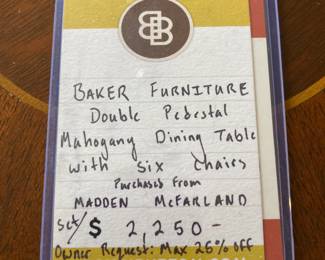 BAKER FURNITURE
Double Pedestal
Mahogany Dining Table
with Six Chairs
Purchased from
MADDEN McFARLAND
Set/$ 2,250-
Owner Request: Max 26% off